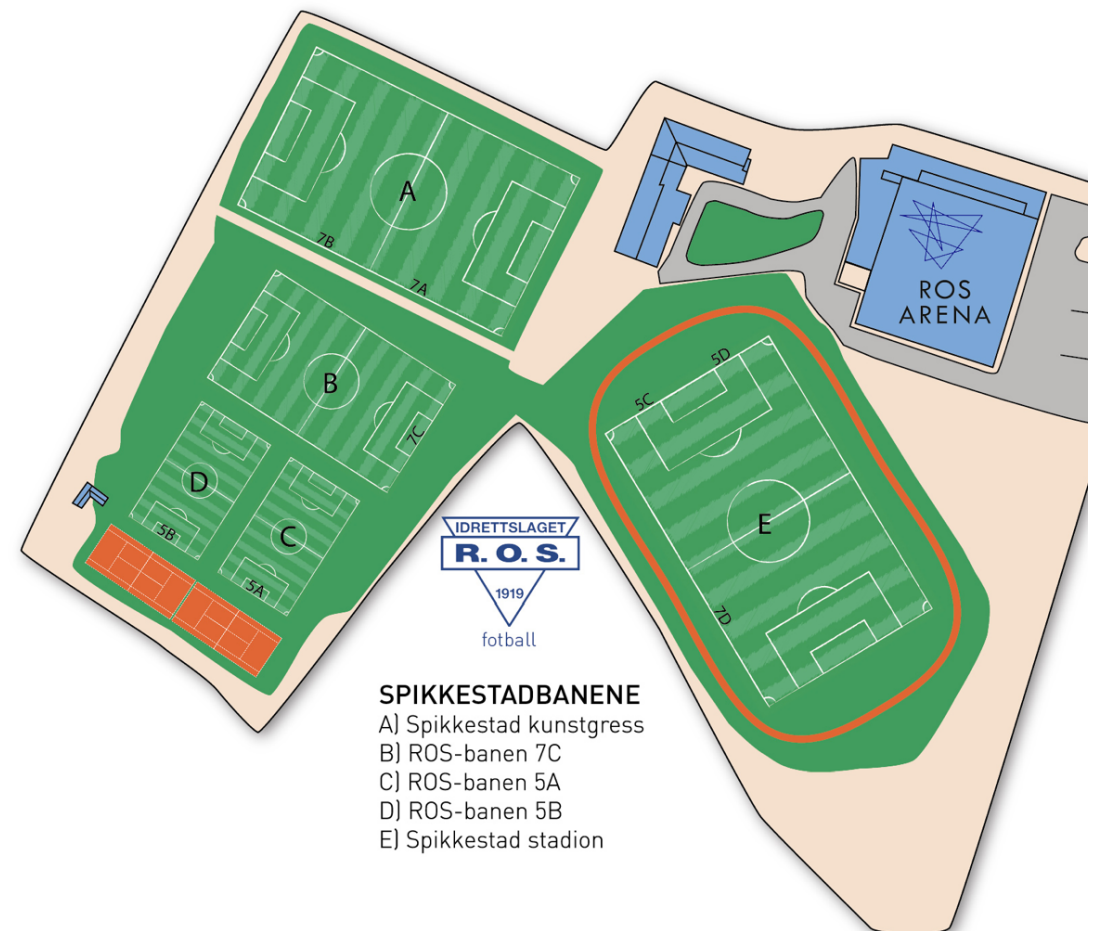 A
7B
7A
B
7C
D
5B
C
5A
ROS
ARENA
5D
5C
E
7D
IDRETTSLAGET
R. O. S.
1919
fotball
SPIKKESTADBANENE
A) Spikkestad kunstgress
B) ROS-banen 7C
C) ROS-banen 5A
D) ROS-banen 5B
E) Spikkestad stadion